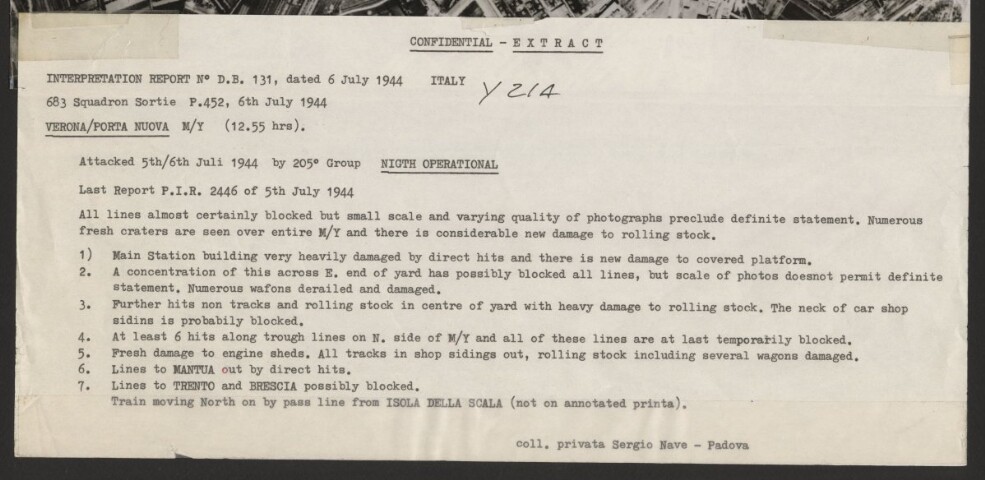 CONFIDENTIAL - EXTRACT
INTERPRETATION REPORT Nº D.B. 131, dated 6 July 1944 ITALY Y 214
683 Squadron Sortie P.452, 6th July 1944
VERONA/PORTA NUOVA M/Y (12.55 hrs).
Attacked 5th/6th Juli 1944 by 205º Group NIGTH OPERATIONAL
Last Report P.I.R. 2446 of 5th July 1944
All lines almost certainly blocked but small scale and varying quality of photographs preclude definite statement. Numerous
fresh craters are seen over entire M/Y and there is considerable new damage to rolling stock.
1) Main Station building very heavily damaged by direct hits and there is new damage to covered platform.
2. A concentration of this across E. end of yard has possibly blocked all lines, but scale of photos doesnot permit definite
statement. Numerous wafons derailed and damaged.
3. Further hits non tracks and rolling stock in centre of yard with heavy damage to rolling stock. The neck of car shop
sidins is probabily blocked.
4. At least 6 hits along trough lines on N. side of M/Y and all of these lines are at last temporarily blocked.
5. Fresh damage to engine sheds. All tracks in shop sidings out, rolling stock including several wagons damaged.
6. Lines to MANTUA out by direct hits.
7. Lines to TRENTO and BRESCIA possibly blocked.
Train moving North on by pass line from ISOLA DELLA SCALA (not on annotated printa).
coll. privata Sergio Nave - Padova